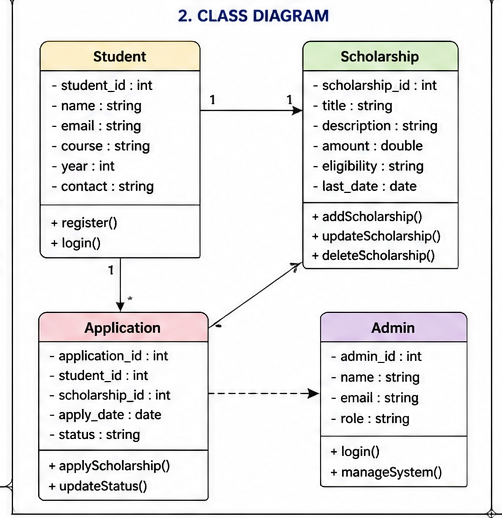 2. CLASS DIAGRAM
Student
- student_id : int
- name : string
- email : string
- course : string
- year : int
- contact : string
+ register()
+ login()
1
1
Scholarship
- scholarship_id : int
- title : string
- description : string
- amount : double
- eligibility : string
- last_date : date
+ addScholarship()
+ updateScholarship()
+ deleteScholarship()
1
*
Application
- application_id : int
- student_id : int
- scholarship_id : int
- apply_date : date
- status : string
+ applyScholarship()
+ updateStatus()
Admin
- admin_id : int
- name : string
- email : string
- role : string
+ login()
+ manageSystem()